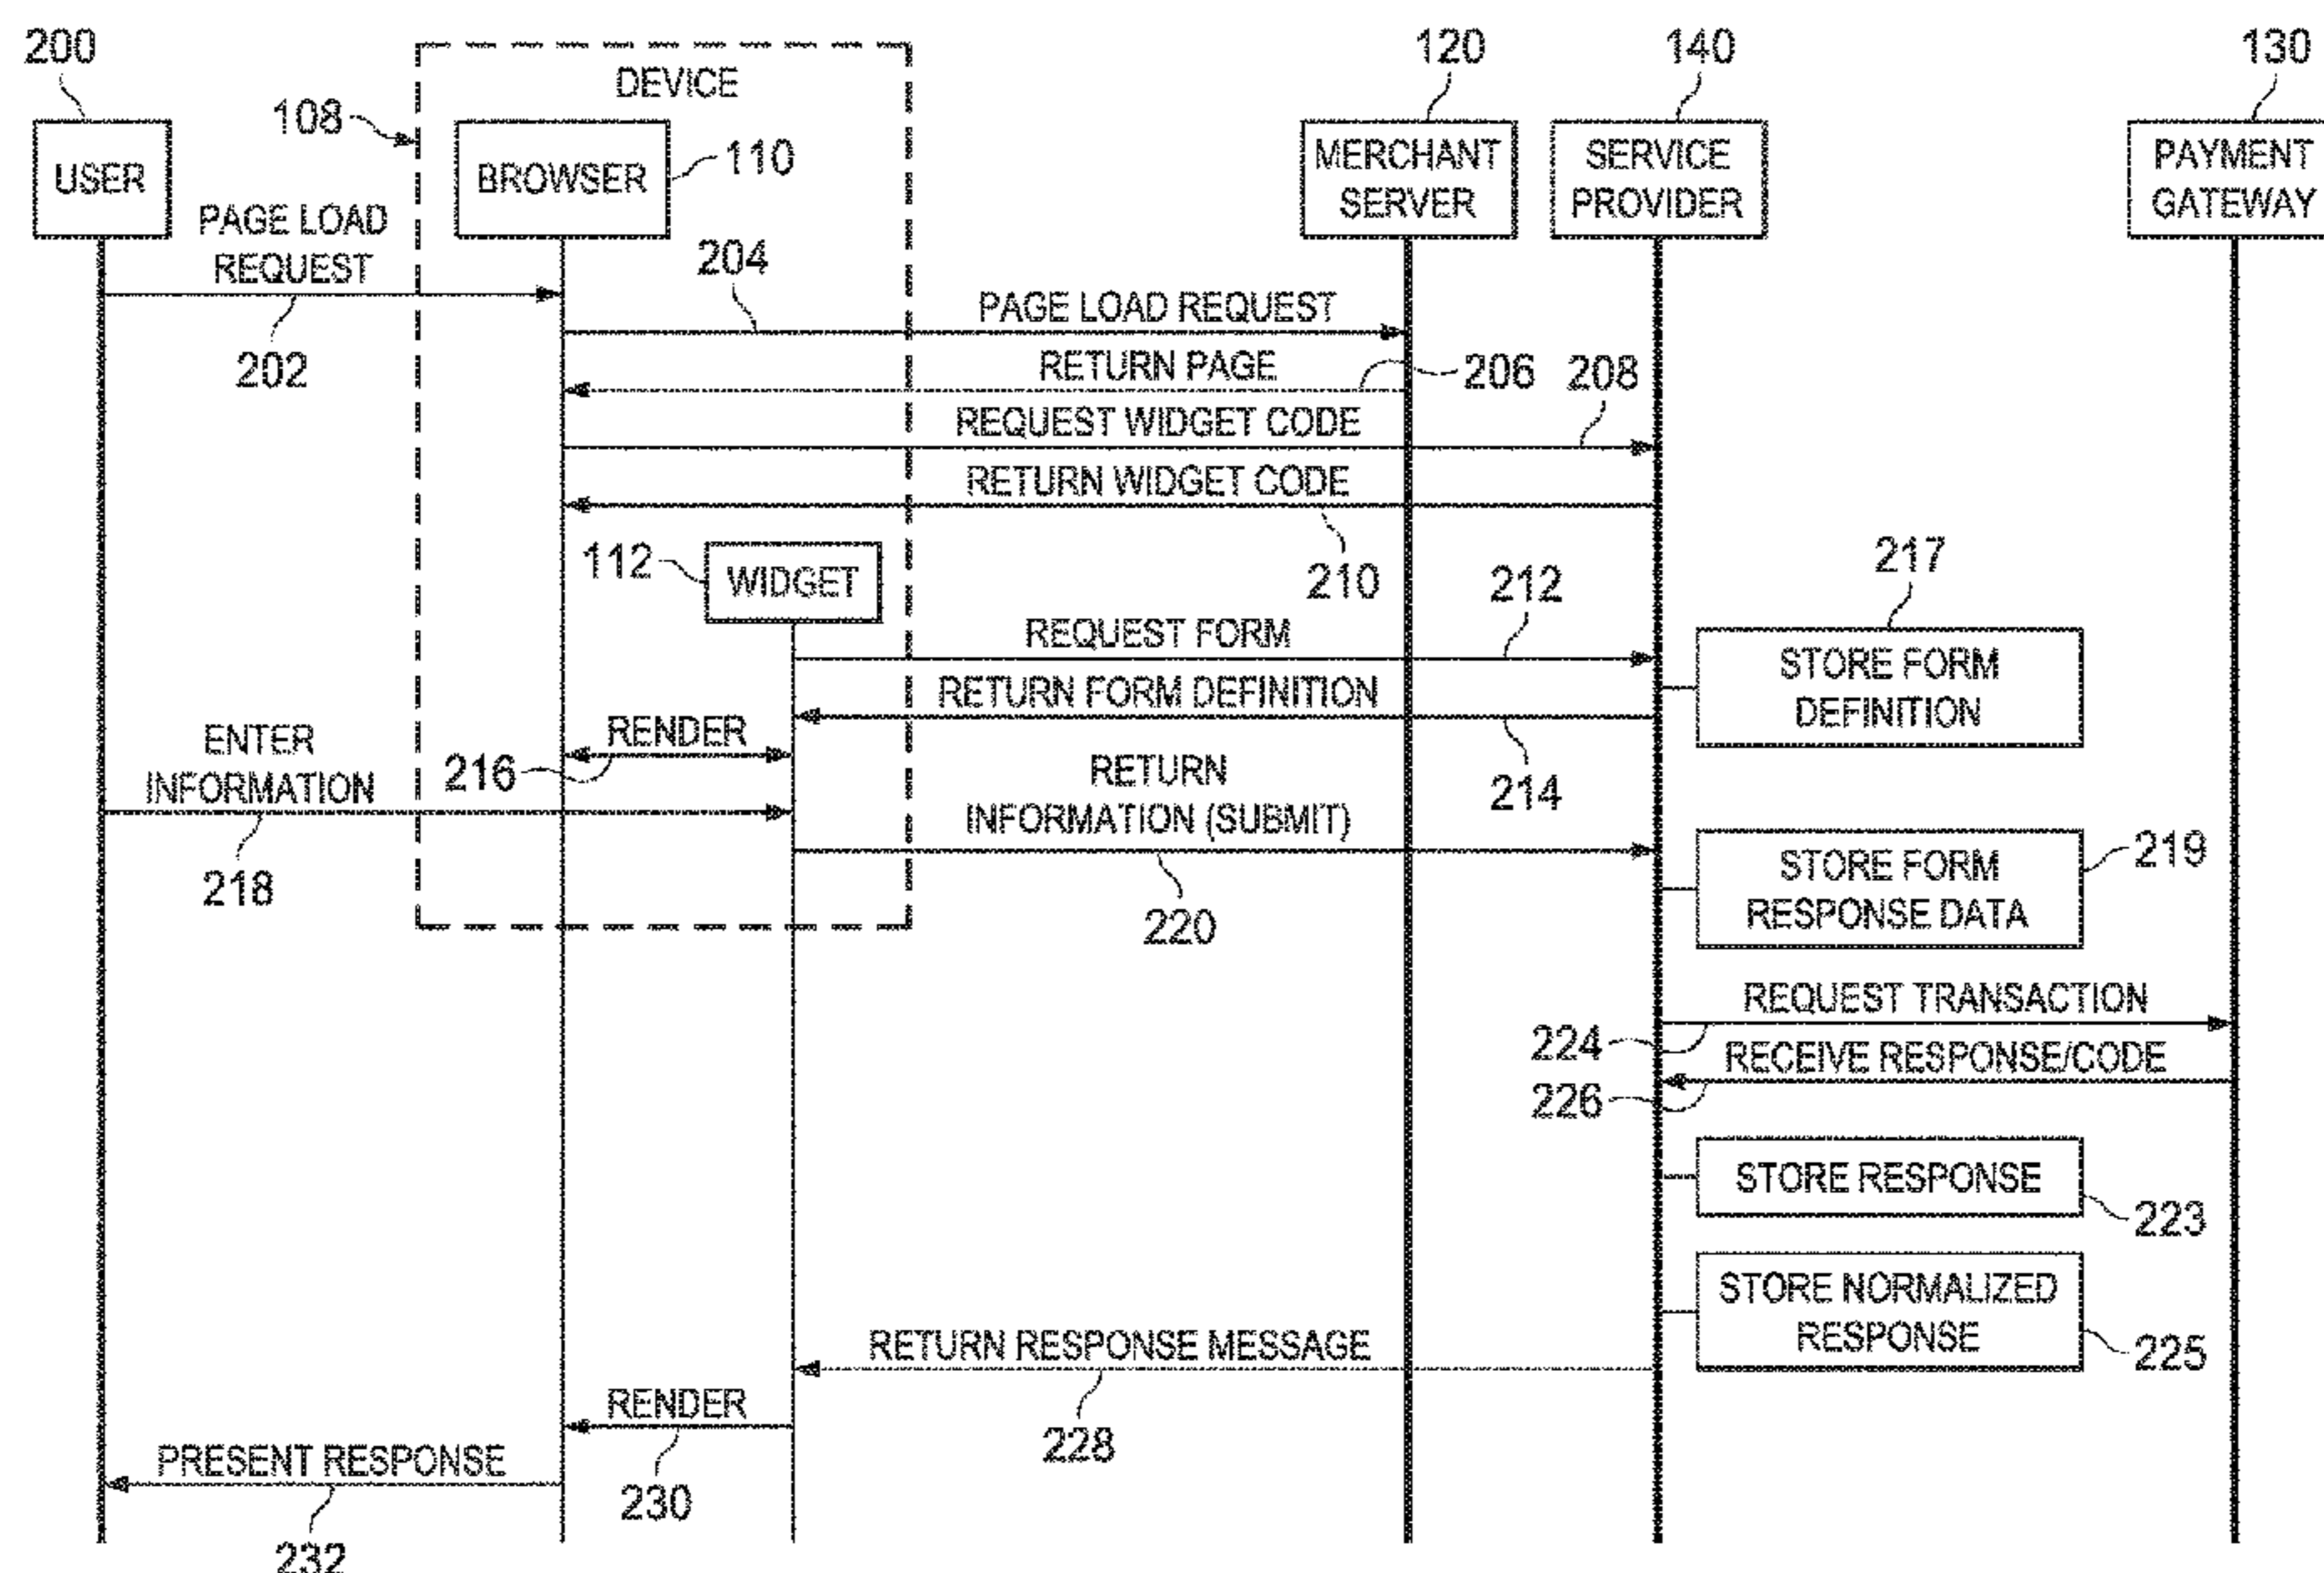 200
120
140
130
DEVICE
108
USER
BROWSER
110
MERCHANT
SERVER
SERVICE
PROVIDER
PAYMENT
GATEWAY
PAGE LOAD
REQUEST
202
204
PAGE LOAD REQUEST
RETURN PAGE
206
208
REQUEST WIDGET CODE
RETURN WIDGET CODE
210
112
WIDGET
212
217
REQUEST FORM
STORE FORM
DEFINITION
RETURN FORM DEFINITION
214
RENDER
216
ENTER
INFORMATION
218
RETURN
INFORMATION (SUBMIT)
220
STORE FORM
RESPONSE DATA
219
REQUEST TRANSACTION
224
RECEIVE RESPONSE/CODE
226
STORE RESPONSE
223
STORE NORMALIZED
RESPONSE
225
RETURN RESPONSE MESSAGE
228
RENDER
230
PRESENT RESPONSE
232